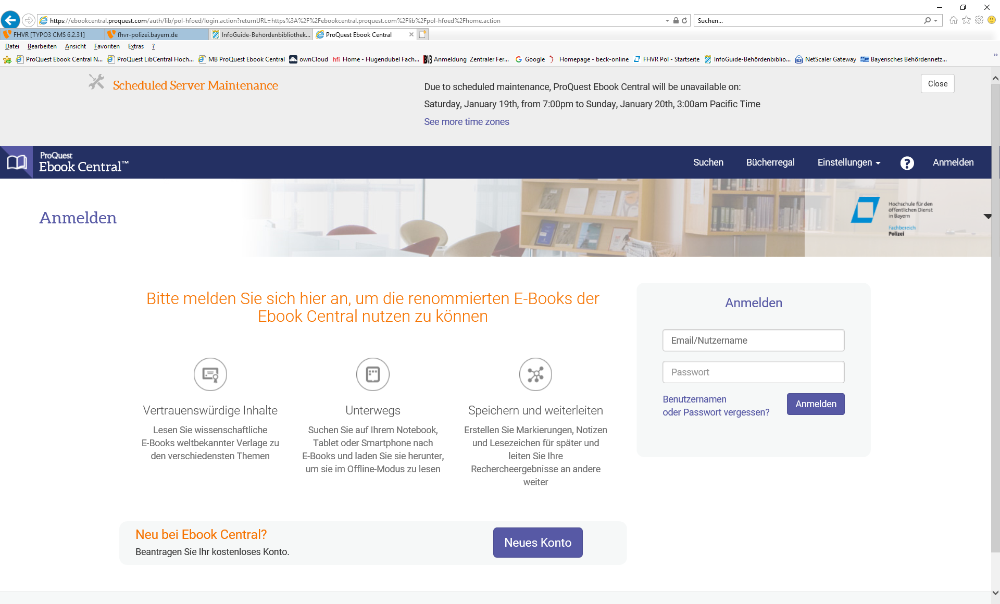 https://ebookcentral.proquest.com/auth/lib/pol-hfoed/login.action?returnURL=https%3A%2F%2Febookcentral.proquest.com%2Flib%2Fpol-hfoed%2Fhome.action
Suchen...
FHVR [TYPO3 CMS 6.2.31]
fhvr-polizei.bayern.de
InfoGuide-Behördenbibliothek...
ProQuest Ebook Central
Datei Bearbeiten Ansicht Favoriten Extras ?
ProQuest Ebook Central N... ProQuest LibCentral Hoch... MB ProQuest Ebook Central ownCloud hfi Home - Hugendubel Fach... Anmeldung Zentraler Fer... Google Homepage - beck-online FHVR Pol - Startseite InfoGuide-Behördenbiblio... NetScaler Gateway Bayerisches Behördennetz...
Scheduled Server Maintenance
Due to scheduled maintenance, ProQuest Ebook Central will be unavailable on:
Saturday, January 19th, from 7:00pm to Sunday, January 20th, 3:00am Pacific Time
See more time zones
Close
ProQuest
Ebook Central™
Suchen
Bücherregal
Einstellungen
?
Anmelden
Anmelden
Hochschule für den
öffentlichen Dienst
in Bayern
Fachbereich
Polizei
Bitte melden Sie sich hier an, um die renommierten E-Books der
Ebook Central nutzen zu können
Vertrauenswürdige Inhalte
Lesen Sie wissenschaftliche
E-Books weltbekannter Verlage zu
den verschiedensten Themen
Unterwegs
Suchen Sie auf Ihrem Notebook,
Tablet oder Smartphone nach
E-Books und laden Sie sie herunter,
um sie im Offline-Modus zu lesen
Speichern und weiterleiten
Erstellen Sie Markierungen, Notizen
und Lesezeichen für später und
leiten Sie Ihre
Rechercheergebnisse an andere
weiter
Anmelden
Email/Nutzername
Passwort
Benutzernamen
oder Passwort vergessen?
Anmelden
Neu bei Ebook Central?
Beantragen Sie Ihr kostenloses Konto.
Neues Konto